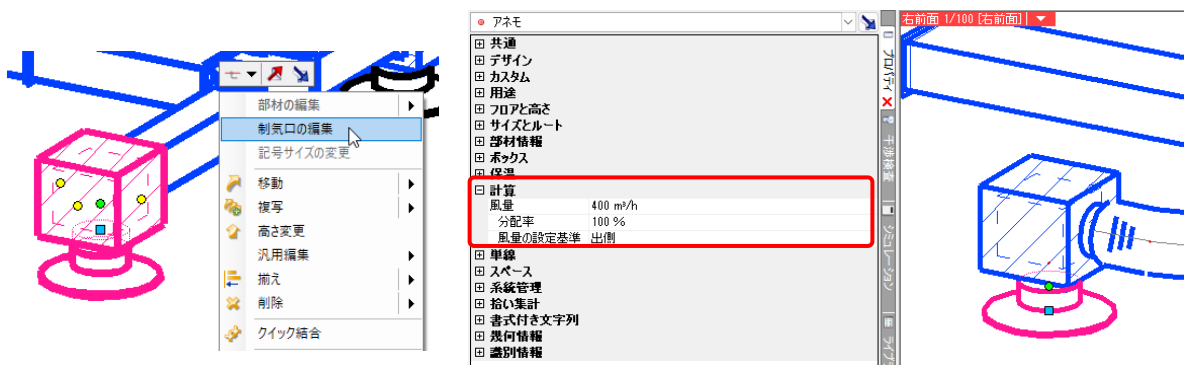 部材の編集
制気口の編集
記号サイズの変更
移動
複写
高さ変更
汎用編集
揃え
削除
クイック結合
アネモ
共通
デザイン
カスタム
用途
フロアと高さ
サイズとルート
部材情報
ボックス
保温
計算
風量 400 m³/h
分配率 100 %
風量の設定基準 出側
単線
スペース
系統管理
拾い集計
書式付き文字列
幾何情報
識別情報
プロパティ
干渉検査
シミュレーション
右前面 1/100 [右前面]